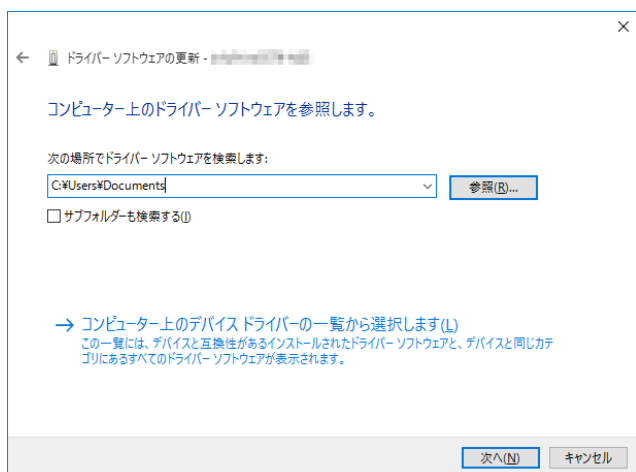 ドライバー ソフトウェアの更新 -
コンピューター上のドライバー ソフトウェアを参照します。
次の場所でドライバー ソフトウェアを検索します:
C:¥Users¥Documents
参照(R)...
サブフォルダーも検索する(I)
コンピューター上のデバイス ドライバーの一覧から選択します(L)
この一覧には、デバイスと互換性があるインストールされたドライバー ソフトウェアと、デバイスと同じカテ
ゴリにあるすべてのドライバー ソフトウェアが表示されます。
次へ(N)
キャンセル